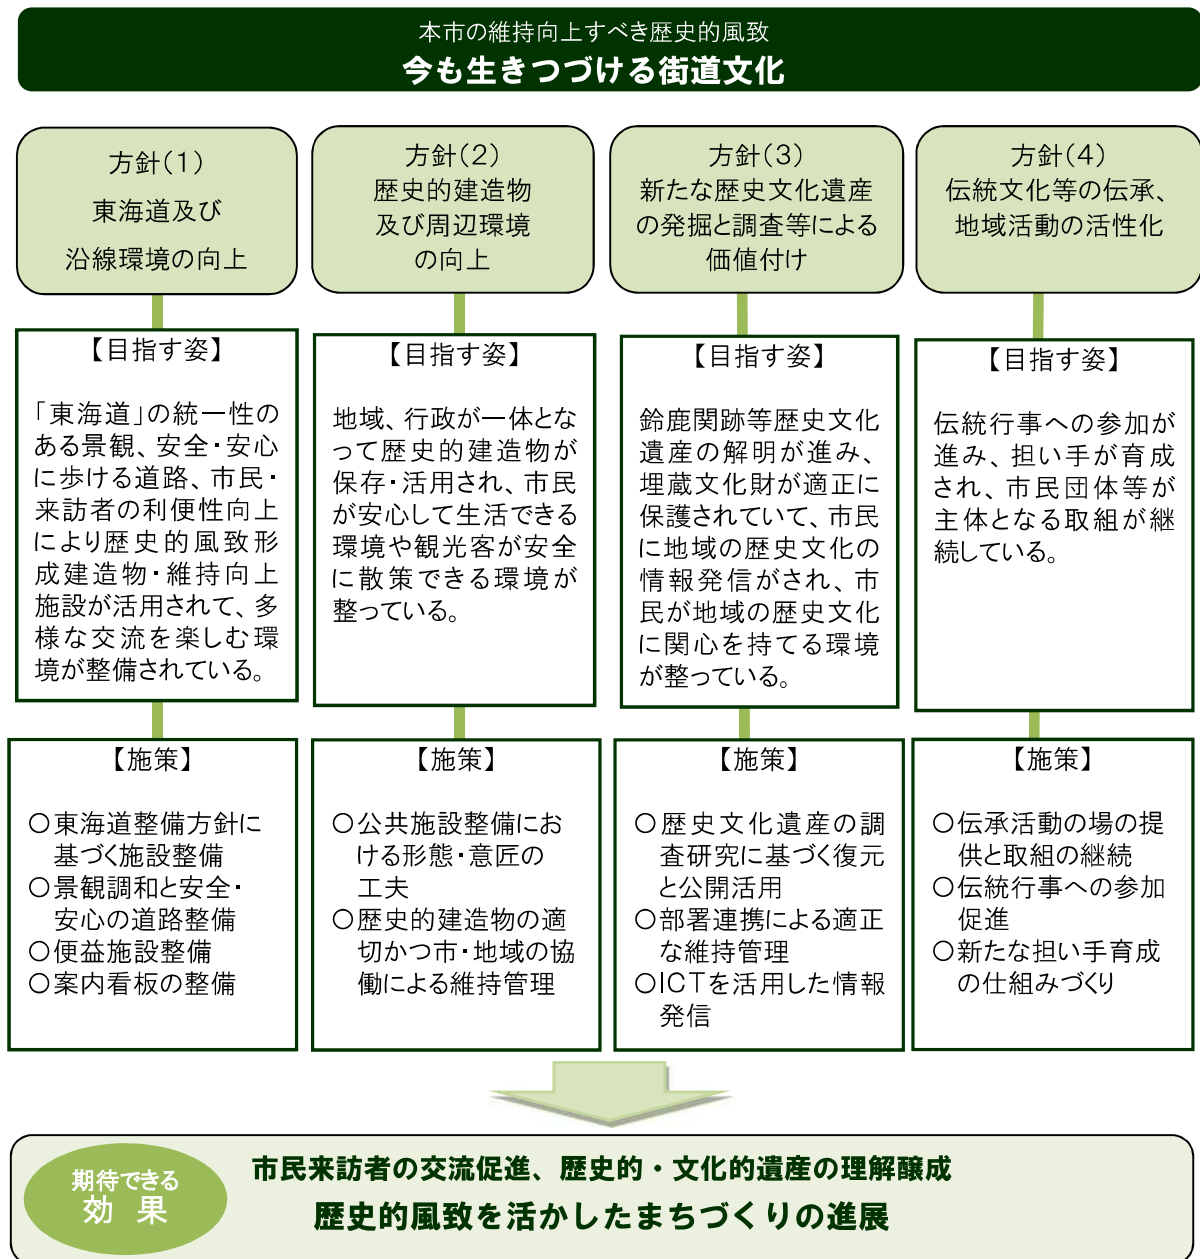 本市の維持向上すべき歴史的風致
今も生きつづける街道文化
方針(1)
東海道及び
沿線環境の向上
方針(2)
歴史的建造物
及び周辺環境
の向上
方針(3)
新たな歴史文化遺産
の発掘と調査等による
価値付け
方針(4)
伝統文化等の伝承、
地域活動の活性化
【目指す姿】
「東海道」の統一性の
ある景観、安全・安心
に歩ける道路、市民・
来訪者の利便性向上
により歴史的風致形
成建造物・維持向上
施設が活用されて、多
様な交流を楽しむ環
境が整備されている。
【目指す姿】
地域、行政が一体とな
って歴史的建造物が
保存・活用され、市民
が安心して生活できる
環境や観光客が安全
に散策できる環境が
整っている。
【目指す姿】
鈴鹿関跡等歴史文化
遺産の解明が進み、
埋蔵文化財が適正に
保護されていて、市民
に地域の歴史文化の
情報発信がされ、市
民が地域の歴史文化
に関心を持てる環境
が整っている。
【目指す姿】
伝統行事への参加が
進み、担い手が育成
され、市民団体等が
主体となる取組が継
続している。
【施策】
○東海道整備方針に
基づく施設整備
○景観調和と安全・
安心の道路整備
○便益施設整備
○案内看板の整備
【施策】
○公共施設整備にお
ける形態・意匠の
工夫
○歴史的建造物の適
切かつ市・地域の協
働による維持管理
【施策】
○歴史文化遺産の調
査研究に基づく復元
と公開活用
○部署連携による適正
な維持管理
○ICTを活用した情報
発信
【施策】
○伝承活動の場の提
供と取組の継続
○伝統行事への参加
促進
○新たな担い手育成
の仕組みづくり
期待できる
効 果
市民来訪者の交流促進、歴史的・文化的遺産の理解醸成
歴史的風致を活かしたまちづくりの進展